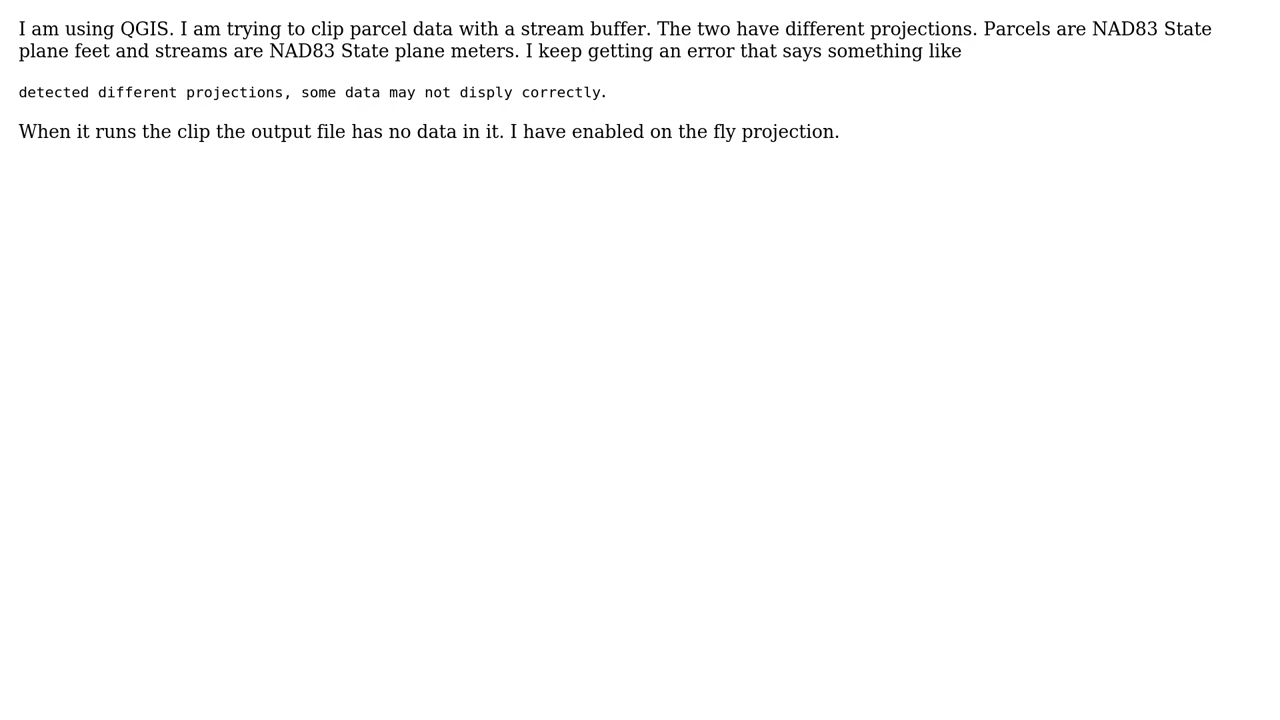 I am using QGIS. I am trying to clip parcel data with a stream buffer. The two have different projections. Parcels are NAD83 State
plane feet and streams are NAD83 State plane meters. I keep getting an error that says something like
detected different projections, some data may not disply correctly.
When it runs the clip the output file has no data in it. I have enabled on the fly projection.